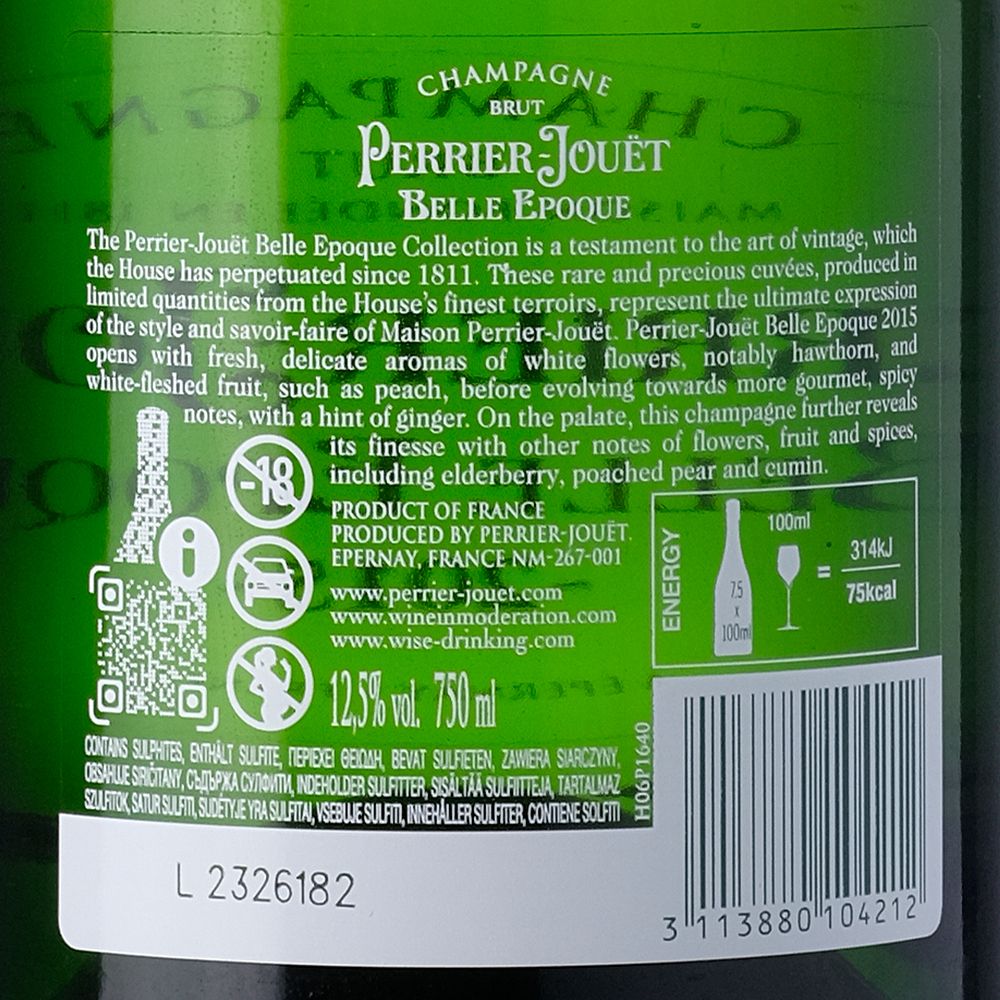 CHAMPAGNE
BRUT
PERRIER-JOUËT
BELLE EPOQUE
The Perrier-Jouët Belle Epoque Collection is a testament to the art of vintage, which
the House has perpetuated since 1811. These rare and precious cuvées, produced in
limited quantities from the House's finest terroirs, represent the ultimate expression
of the style and savoir-faire of Maison Perrier-Jouët. Perrier-Jouët Belle Epoque 2015
opens with fresh, delicate aromas of white flowers, notably hawthorn, and
white-fleshed fruit, such as peach, before evolving towards more gourmet, spicy
notes, with a hint of ginger. On the palate, this champagne further reveals
its finesse with other notes of flowers, fruit and spices,
including elderberry, poached pear and cumin.
-18
i
PRODUCT OF FRANCE
PRODUCED BY PERRIER-JOUËT.
EPERNAY, FRANCE NM-267-001
www.perrier-jouet.com
www.wineinmoderation.com
www.wise-drinking.com
12,5% vol. 750 ml
ENERGY
7.5
x
100ml
100ml
=
314kJ
75kcal
CONTAINS SULPHITES, ENTHÄLT SULFITE, ΠΕΡΙΕΧΕΙ ΘΕΙΩΔΗ, BEVAT SULFIETEN, ZAWIERA SIARCZYNY,
OBSAHUJE SIRIČITANY, СЪДЪРЖА СУЛФИТИ, INDEHOLDER SULFITTER, SISÄLTÄÄ SULFIITTEJA, TARTALMAZ
SZULFITOK, SATUR SULFITI, SUDĖTYJE YRA SULFITAI, VSEBUJE SULFITI, INNEHÅLLER SULFITER, CONTIENE SOLFITI
H06P1640
L 2326182
3 113880 104212